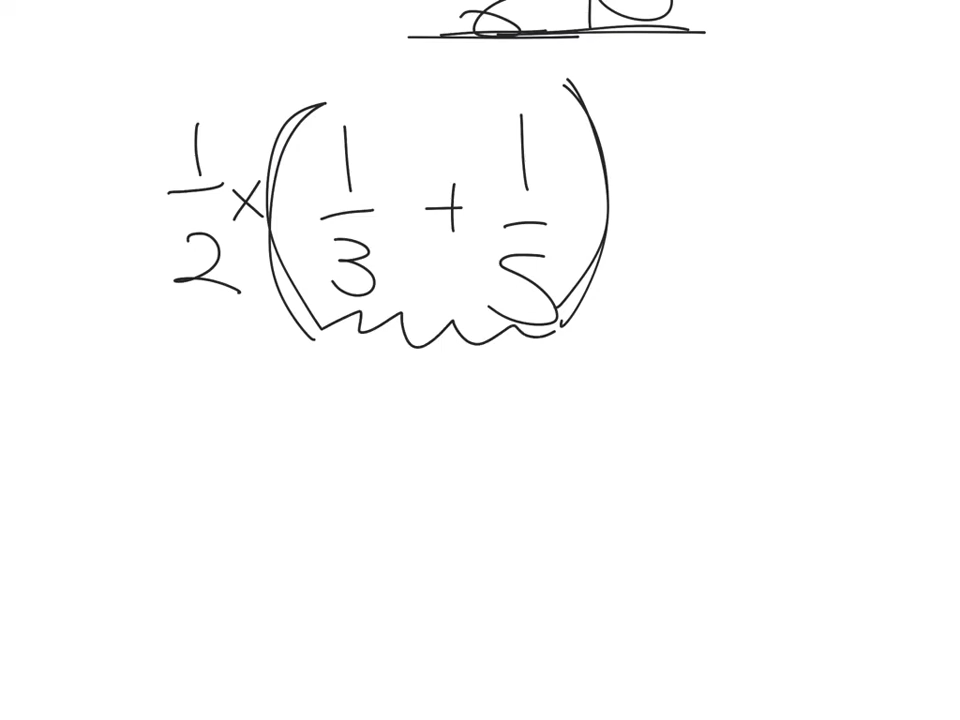 1/2 × (1/3 + 1/5)